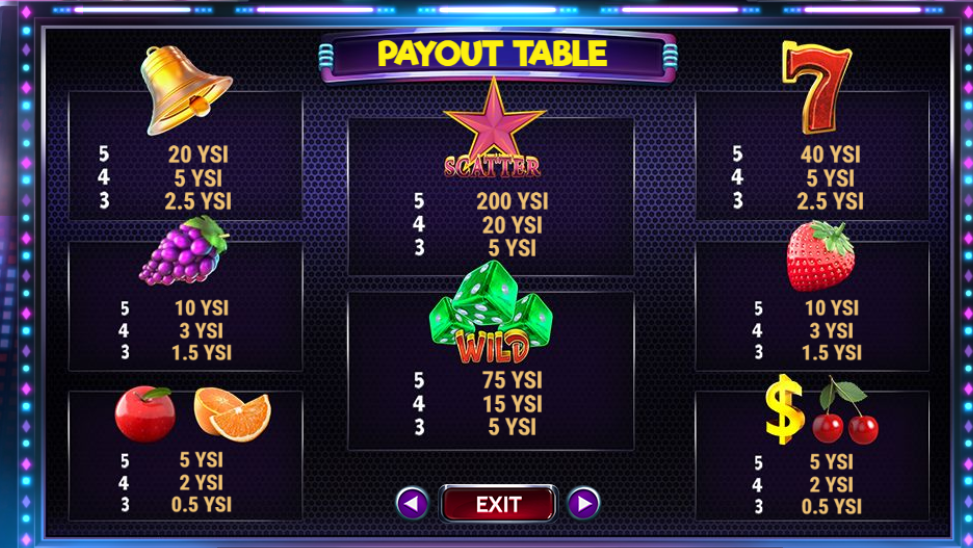 PAYOUT TABLE
5 20 YSI
4 5 YSI
3 2.5 YSI
SCATTER
5 200 YSI
4 20 YSI
3 5 YSI
5 40 YSI
4 5 YSI
3 2.5 YSI
5 10 YSI
4 3 YSI
3 1.5 YSI
WILD
5 75 YSI
4 15 YSI
3 5 YSI
5 10 YSI
4 3 YSI
3 1.5 YSI
5 5 YSI
4 2 YSI
3 0.5 YSI
$
5 5 YSI
4 2 YSI
3 0.5 YSI
EXIT